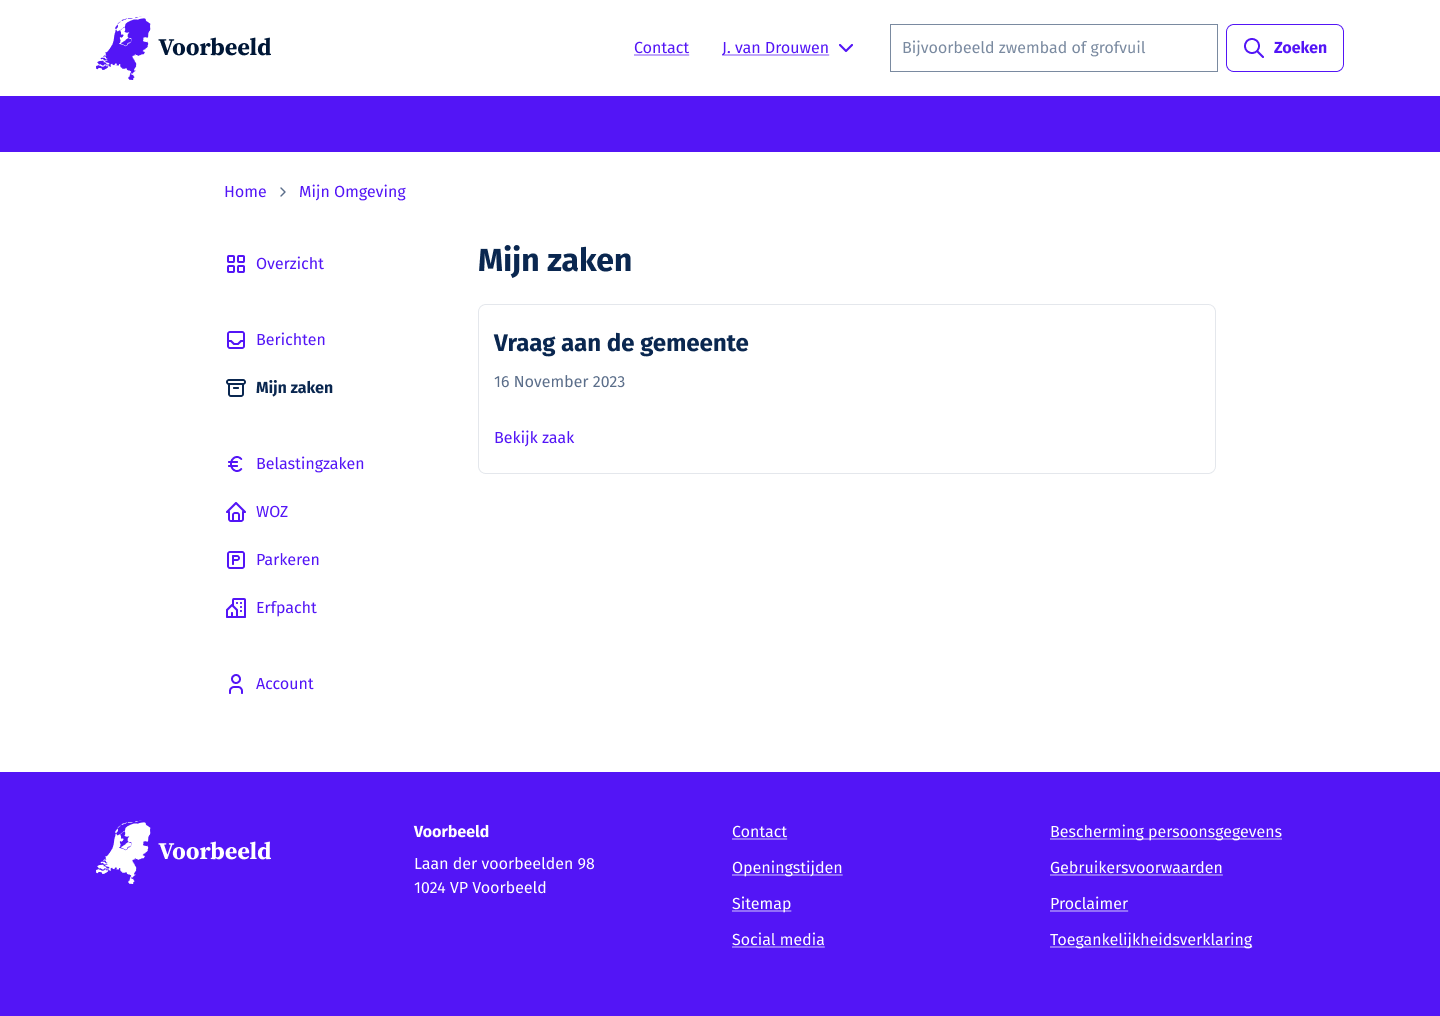 Voorbeeld
Contact
J. van Drouwen
Bijvoorbeeld zwembad of grofvuil
Zoeken
Home
Mijn Omgeving
Overzicht
Berichten
Mijn zaken
Belastingzaken
WOZ
Parkeren
Erfpacht
Account
Mijn zaken
Vraag aan de gemeente
16 November 2023
Bekijk zaak
Voorbeeld
Voorbeeld
Laan der voorbeelden 98
1024 VP Voorbeeld
Contact
Openingstijden
Sitemap
Social media
Bescherming persoonsgegevens
Gebruikersvoorwaarden
Proclaimer
Toegankelijkheidsverklaring